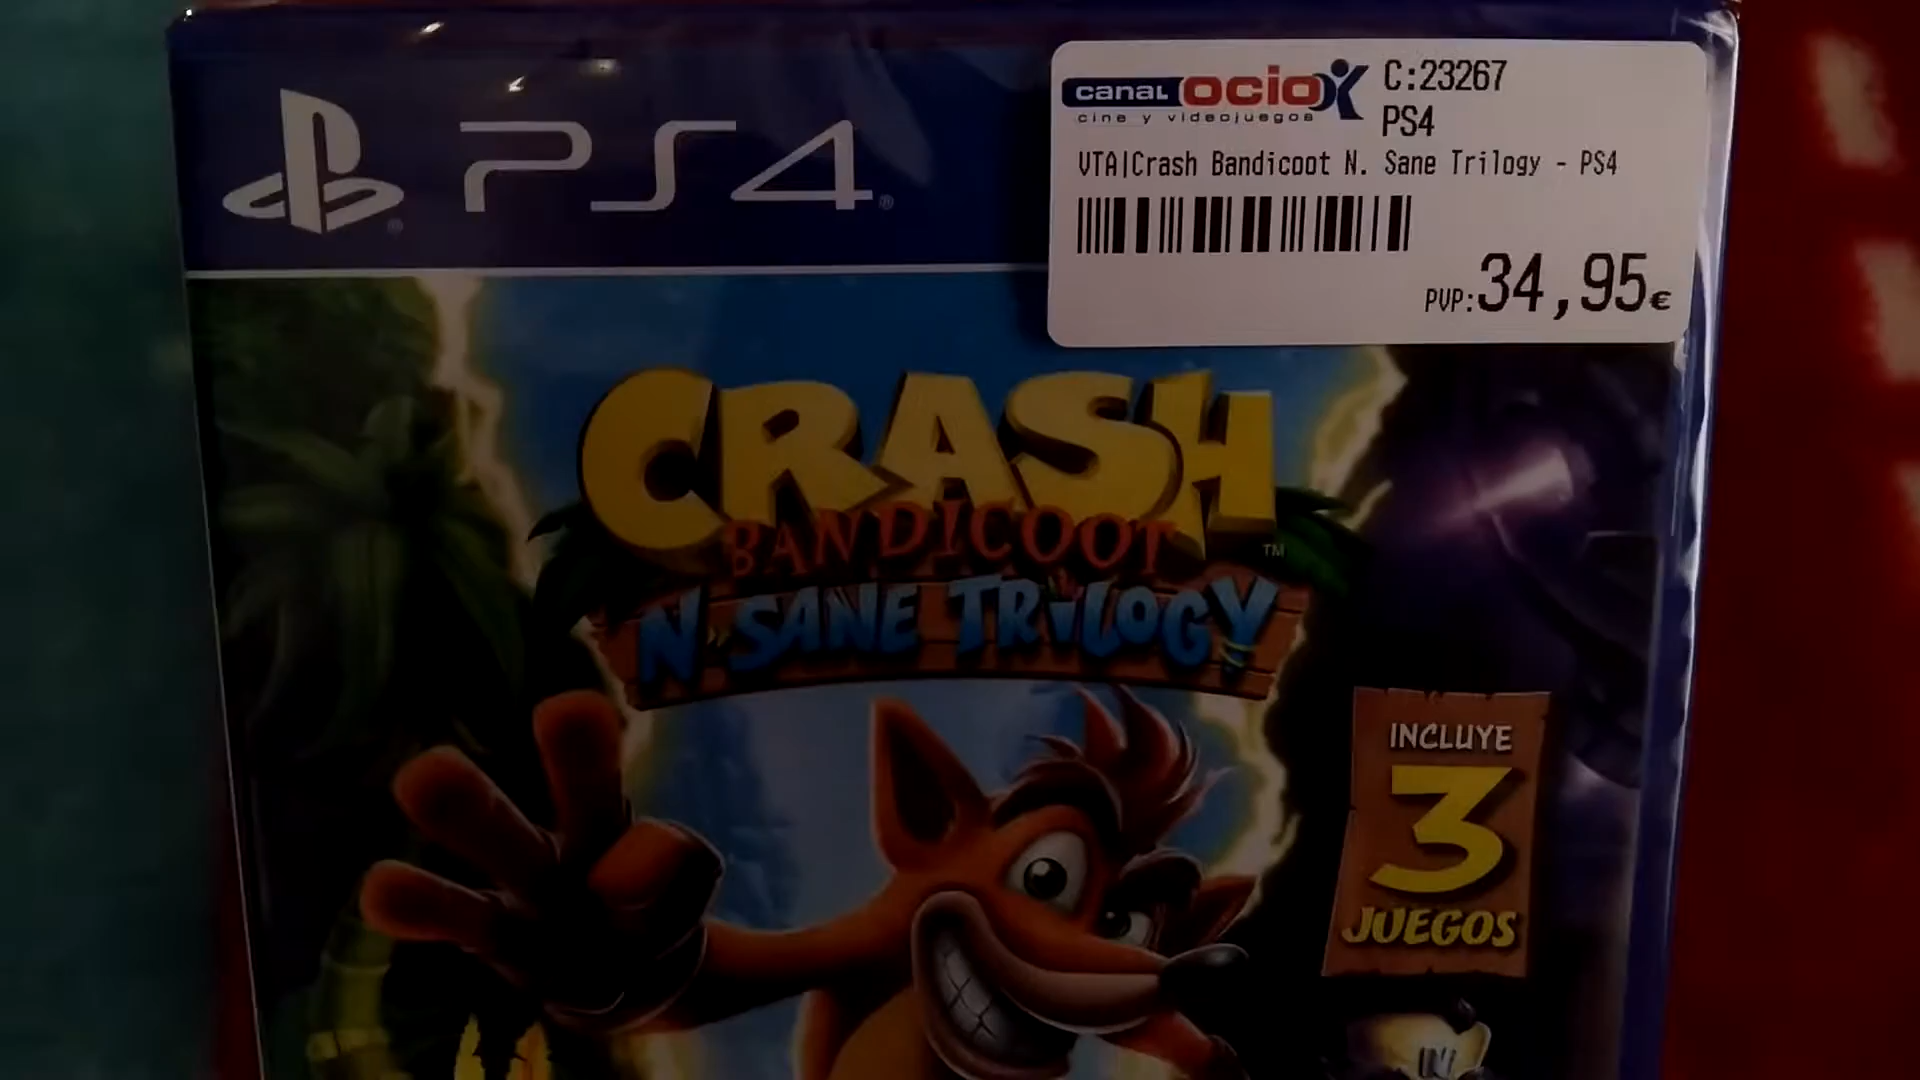 PS4
canal ocio
cine y videojuegos
C:23267
PS4
VTA|Crash Bandicoot N. Sane Trilogy - PS4
PVP:34,95€
CRASH
BANDICOOT
TM
N. SANE TRILOGY
INCLUYE
3
JUEGOS
N